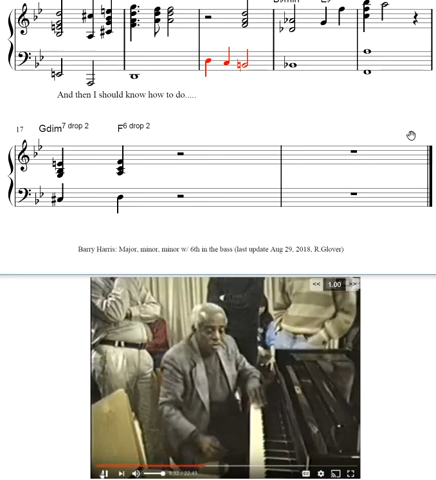 And then I should know how to do.....
17
Gdim7 drop 2 F6 drop 2
Barry Harris: Major, minor, minor w/ 6th in the bass (last update Aug 29, 2018, R.Glover)
<< 1.00 >>